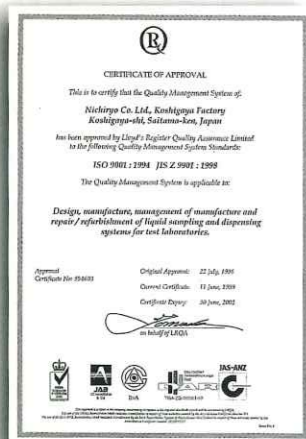 R
CERTIFICATE OF APPROVAL
This is to certify that the Quality Management System of:
Nichiryo Co. Ltd., Koshigaya Factory
Koshigaya-shi, Saitama-ken, Japan
has been approved by Lloyd's Register Quality Assurance Limited
to the following Quality Management System Standards:
ISO 9001 : 1994 JIS Z 9901 : 1998
The Quality Management System is applicable to:
Design, manufacture, management of manufacture and
repair / refurbishment of liquid sampling and dispensing
systems for test laboratories.
Approval
Certificate No:
Original Approval: 22 July, 1996
Current Certificate: 11 June, 1999
Certificate Expiry: 30 June, 2002
on behalf of LRQA
JAB
RvA
JAS-ANZ